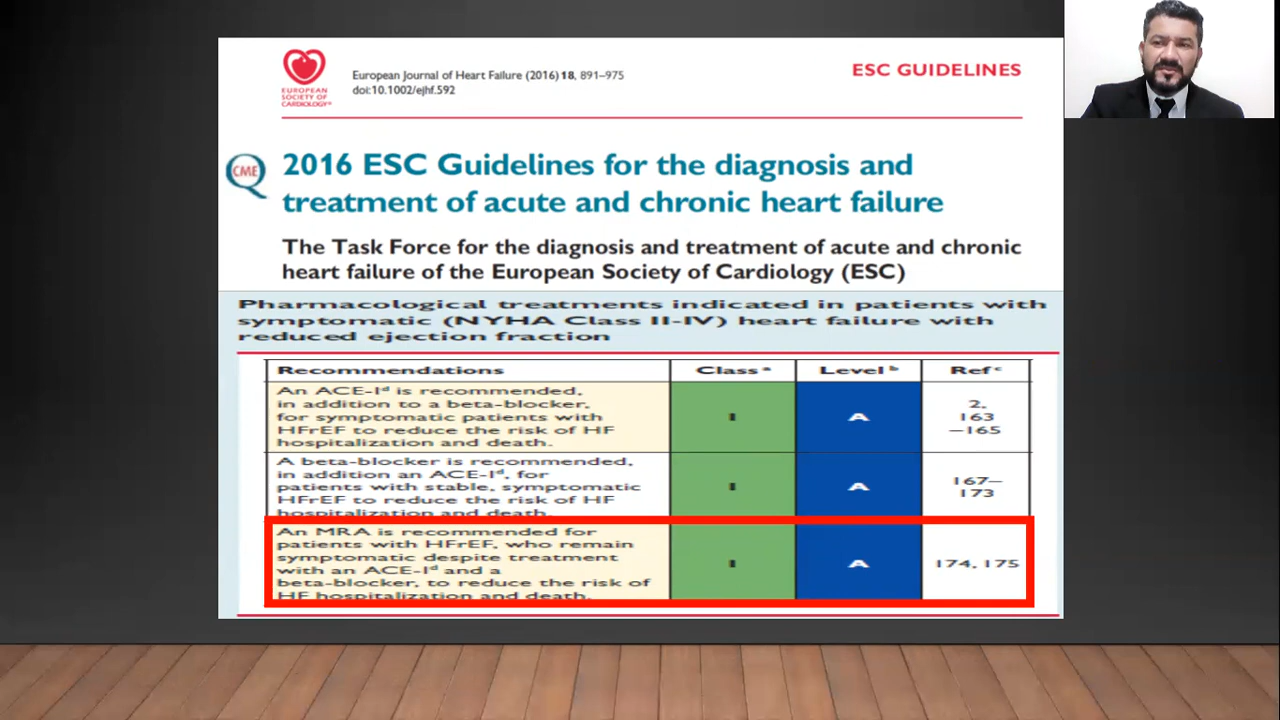 EUROPEAN
SOCIETY OF
CARDIOLOGY®
European Journal of Heart Failure (2016) 18, 891–975
doi:10.1002/ejhf.592
ESC GUIDELINES
CME
2016 ESC Guidelines for the diagnosis and
treatment of acute and chronic heart failure
The Task Force for the diagnosis and treatment of acute and chronic
heart failure of the European Society of Cardiology (ESC)
Pharmacological treatments indicated in patients with
symptomatic (NYHA Class II-IV) heart failure with
reduced ejection fraction
Recommendations Class a Level b Ref c
An ACE-I d is recommended,
in addition to a beta-blocker,
for symptomatic patients with
HFrEF to reduce the risk of HF
hospitalization and death.
I A
2,
163
–165
A beta-blocker is recommended,
in addition an ACE-I d, for
patients with stable, symptomatic
HFrEF to reduce the risk of HF
hospitalization and death.
I A
167–
173
An MRA is recommended for
patients with HFrEF, who remain
symptomatic despite treatment
with an ACE-I d and a
beta-blocker, to reduce the risk of
HF hospitalization and death.
I A 174, 175